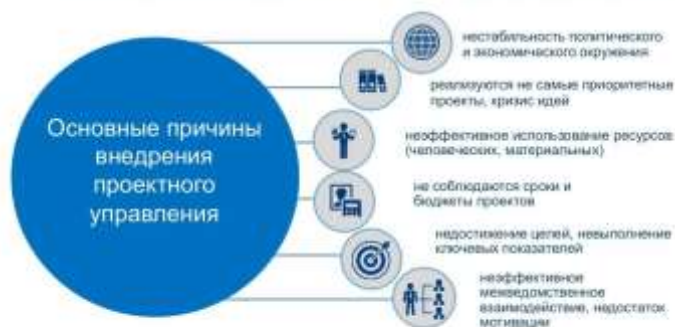 Основные причины
внедрения
проектного
управления
нестабильность политического
и экономического окружения
реализуются не самые приоритетные
проекты, кризис идей
неэффективное использование ресурсов
(человеческих, материальных)
не соблюдаются сроки и
бюджеты проектов
недостижение целей, невыполнение
ключевых показателей
неэффективное
межведомственное
взаимодействие, недостаток
мотивации